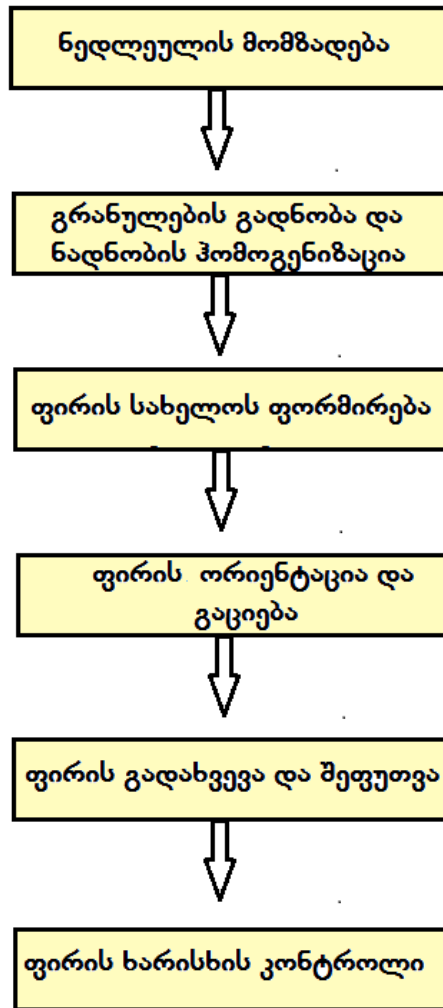 ნედლეულის მომზადება
გრანულების გადნობა და
ნადნობის ჰომოგენიზაცია
ფირის სახელოს ფორმირება
ფირის ორიენტაცია და
გაციება
ფირის გადახვევა და შეფუთვა
ფირის ხარისხის კონტროლი